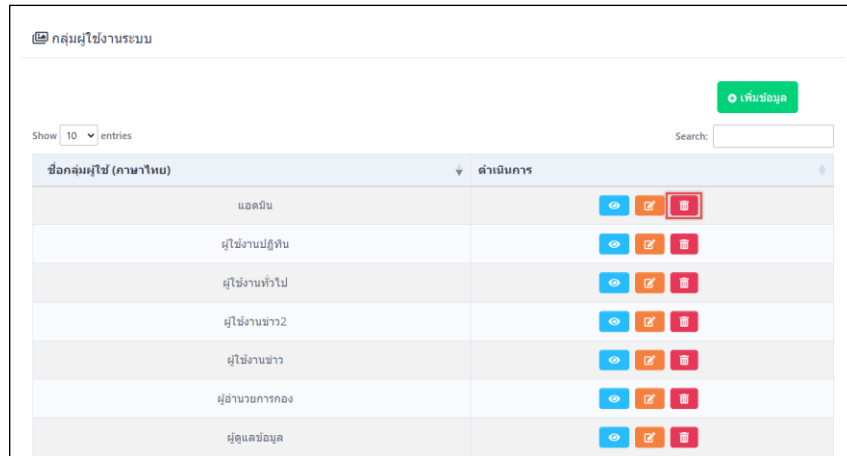 กลุ่มผู้ใช้งานระบบ
เพิ่มข้อมูล
Show 10 entries Search:
ชื่อกลุ่มผู้ใช้ (ภาษาไทย) ดำเนินการ
แอดมิน
ผู้ใช้งานปฏิทิน
ผู้ใช้งานทั่วไป
ผู้ใช้งานข่าว2
ผู้ใช้งานข่าว
ผู้อำนวยการกอง
ผู้ดูแลข้อมูล